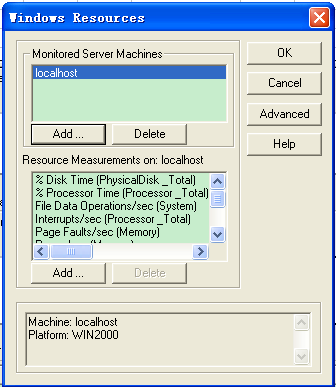 Windows Resources
Monitored Server Machines
localhost
Add ...
Delete
OK
Cancel
Advanced
Help
Resource Measurements on: localhost
% Disk Time (PhysicalDisk _Total)
% Processor Time (Processor _Total)
File Data Operations/sec (System)
Interrupts/sec (Processor _Total)
Page Faults/sec (Memory)
Add ...
Delete
Machine: localhost
Platform: WIN2000